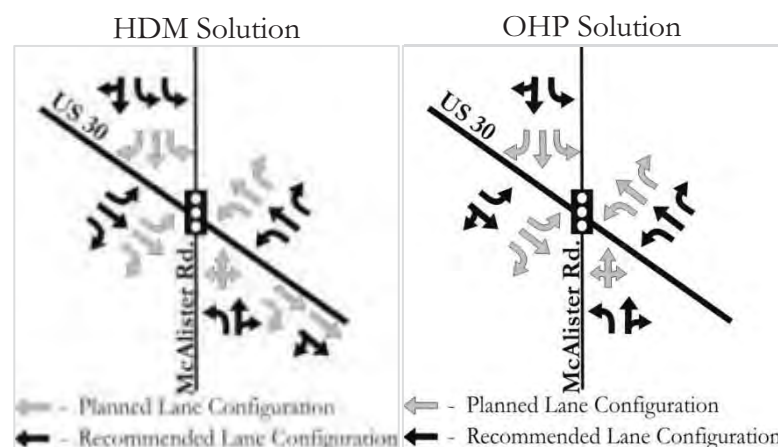 HDM Solution
US 30
McAlister Rd.
- Planned Lane Configuration
- Recommended Lane Configuration
OHP Solution
US 30
McAlister Rd.
- Planned Lane Configuration
- Recommended Lane Configuration